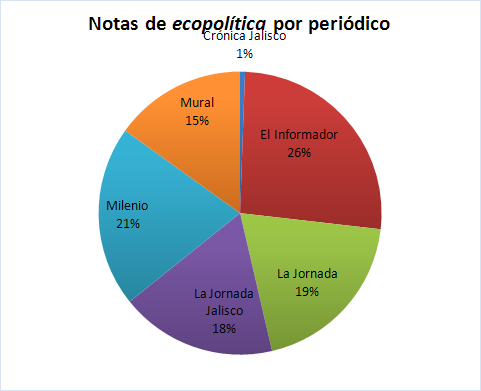 Notas de ecopolítica por periódico
Crónica Jalisco
1%
El Informador
26%
La Jornada
19%
La Jornada
Jalisco
18%
Milenio
21%
Mural
15%